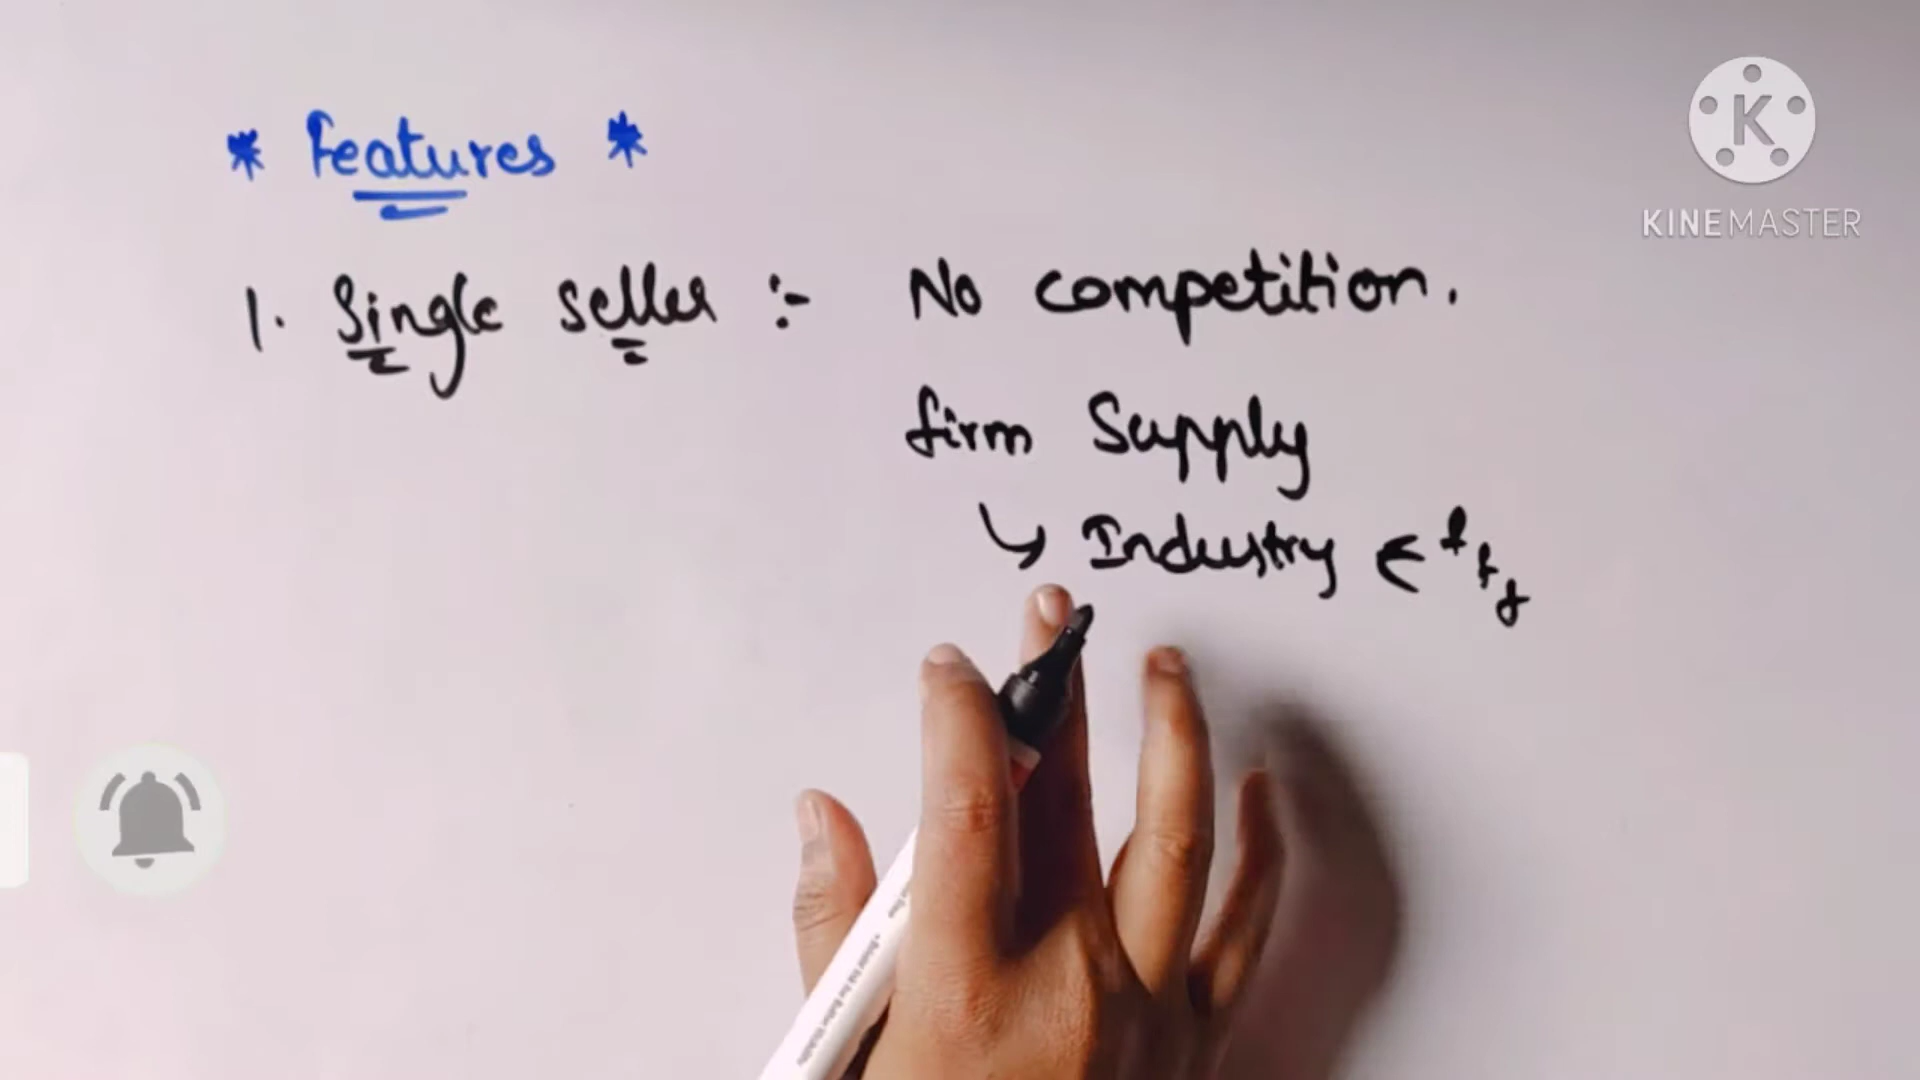 * Features *
1. Single seller :- No competition.
firm Supply
↳ Industry ← f f f
KINEMASTER